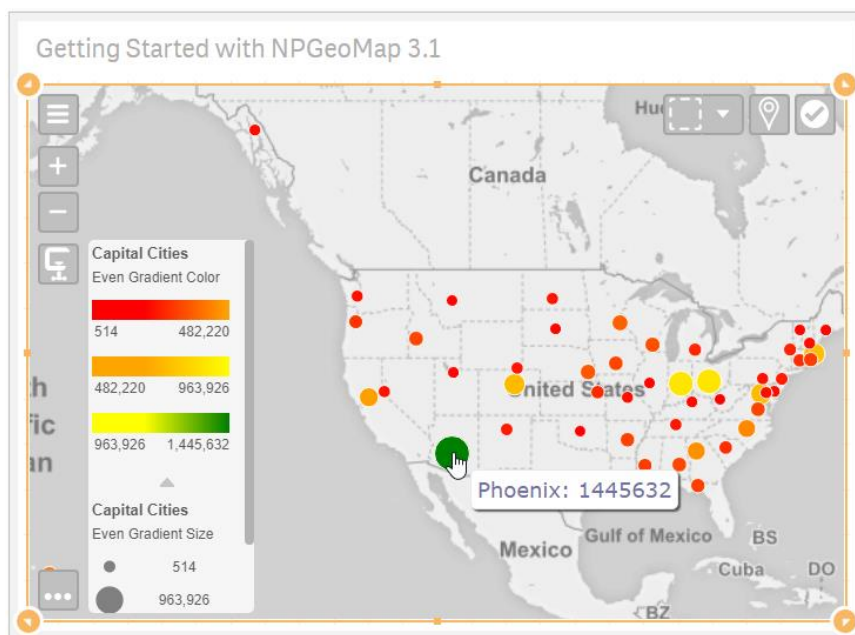 Getting Started with NPGeoMap 3.1
Canada
Capital Cities
Even Gradient Color
514 482,220
482,220 963,926
963,926 1,445,632
United States
Capital Cities
Even Gradient Size
514
963,926
Phoenix: 1445632
Mexico
Gulf of Mexico
BS
Cuba
DO
BZ